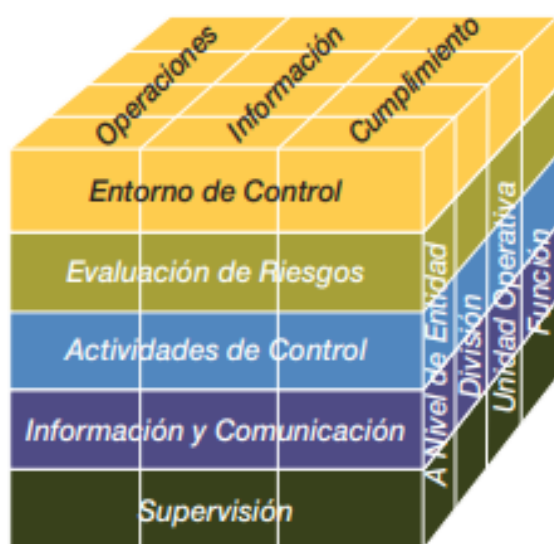 Operaciones
Información
Cumplimiento
Entorno de Control
Evaluación de Riesgos
Actividades de Control
Información y Comunicación
Supervisión
A Nivel de Entidad
División
Unidad Operativa
Función